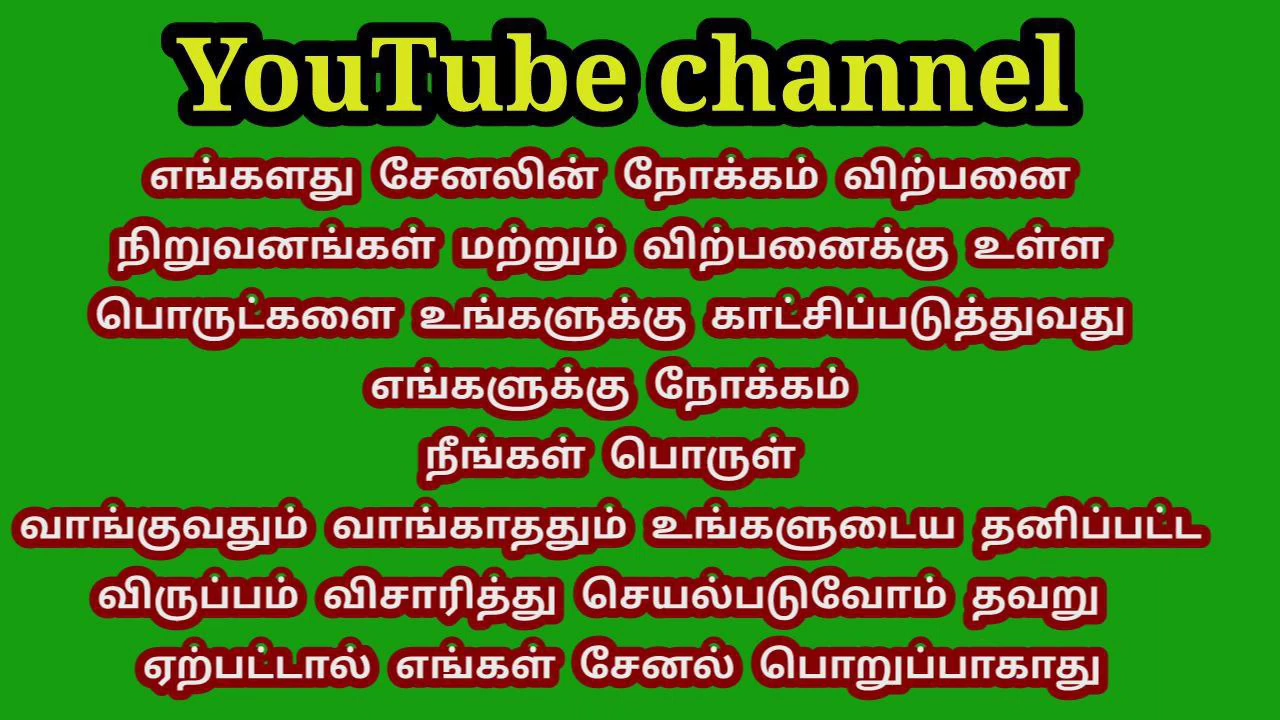 YouTube channel
எங்களது சேனலின் நோக்கம் விற்பனை
நிறுவனங்கள் மற்றும் விற்பனைக்கு உள்ள
பொருட்களை உங்களுக்கு காட்சிப்படுத்துவது
எங்களுக்கு நோக்கம்
நீங்கள் பொருள்
வாங்குவதும் வாங்காததும் உங்களுடைய தனிப்பட்ட
விருப்பம் விசாரித்து செயல்படுவோம் தவறு
ஏற்பட்டால் எங்கள் சேனல் பொறுப்பாகாது